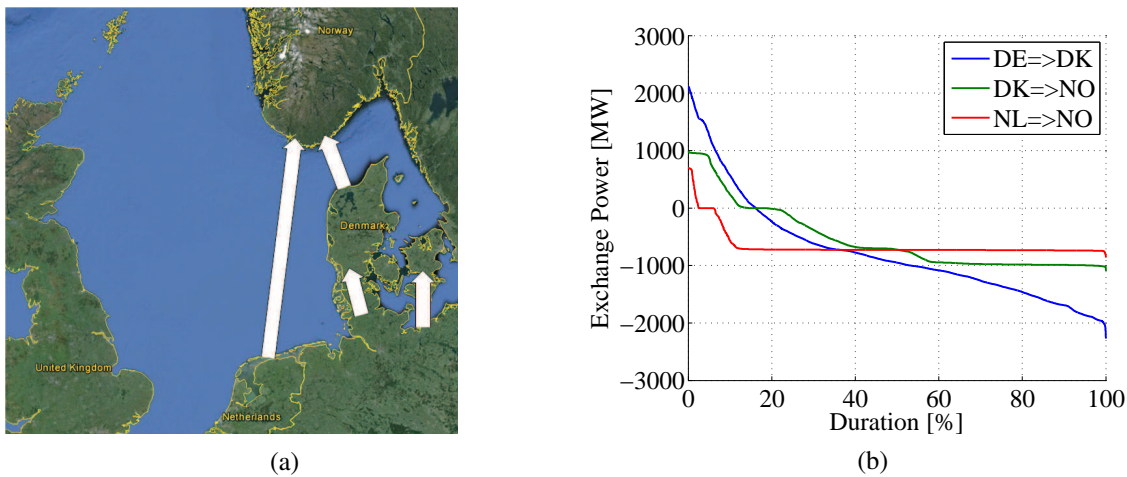 Norway
Denmark
United Kingdom
Netherlands
(a)
3000
2000
1000
0
−1000
−2000
−3000
Exchange Power [MW]
DE=>DK
DK=>NO
NL=>NO
0 20 40 60 80 100
Duration [%]
(b)